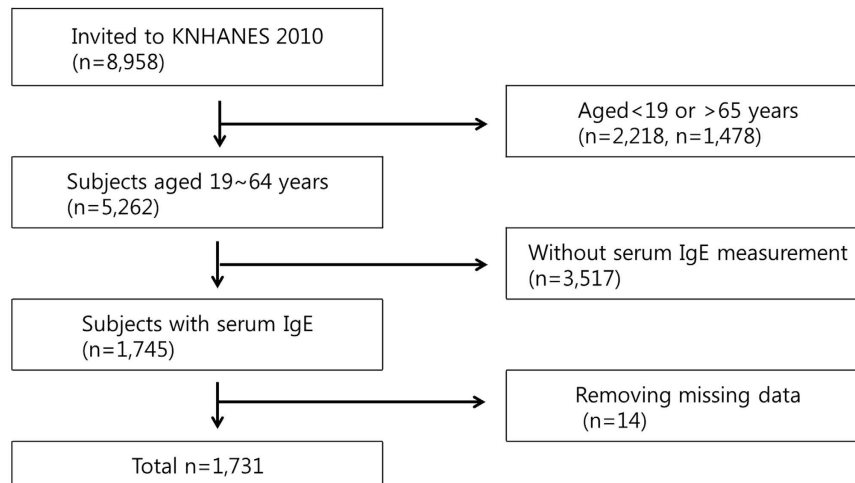 Invited to KNHANES 2010
(n=8,958)
Aged<19 or >65 years
(n=2,218, n=1,478)
Subjects aged 19~64 years
(n=5,262)
Without serum IgE measurement
(n=3,517)
Subjects with serum IgE
(n=1,745)
Removing missing data
(n=14)
Total n=1,731